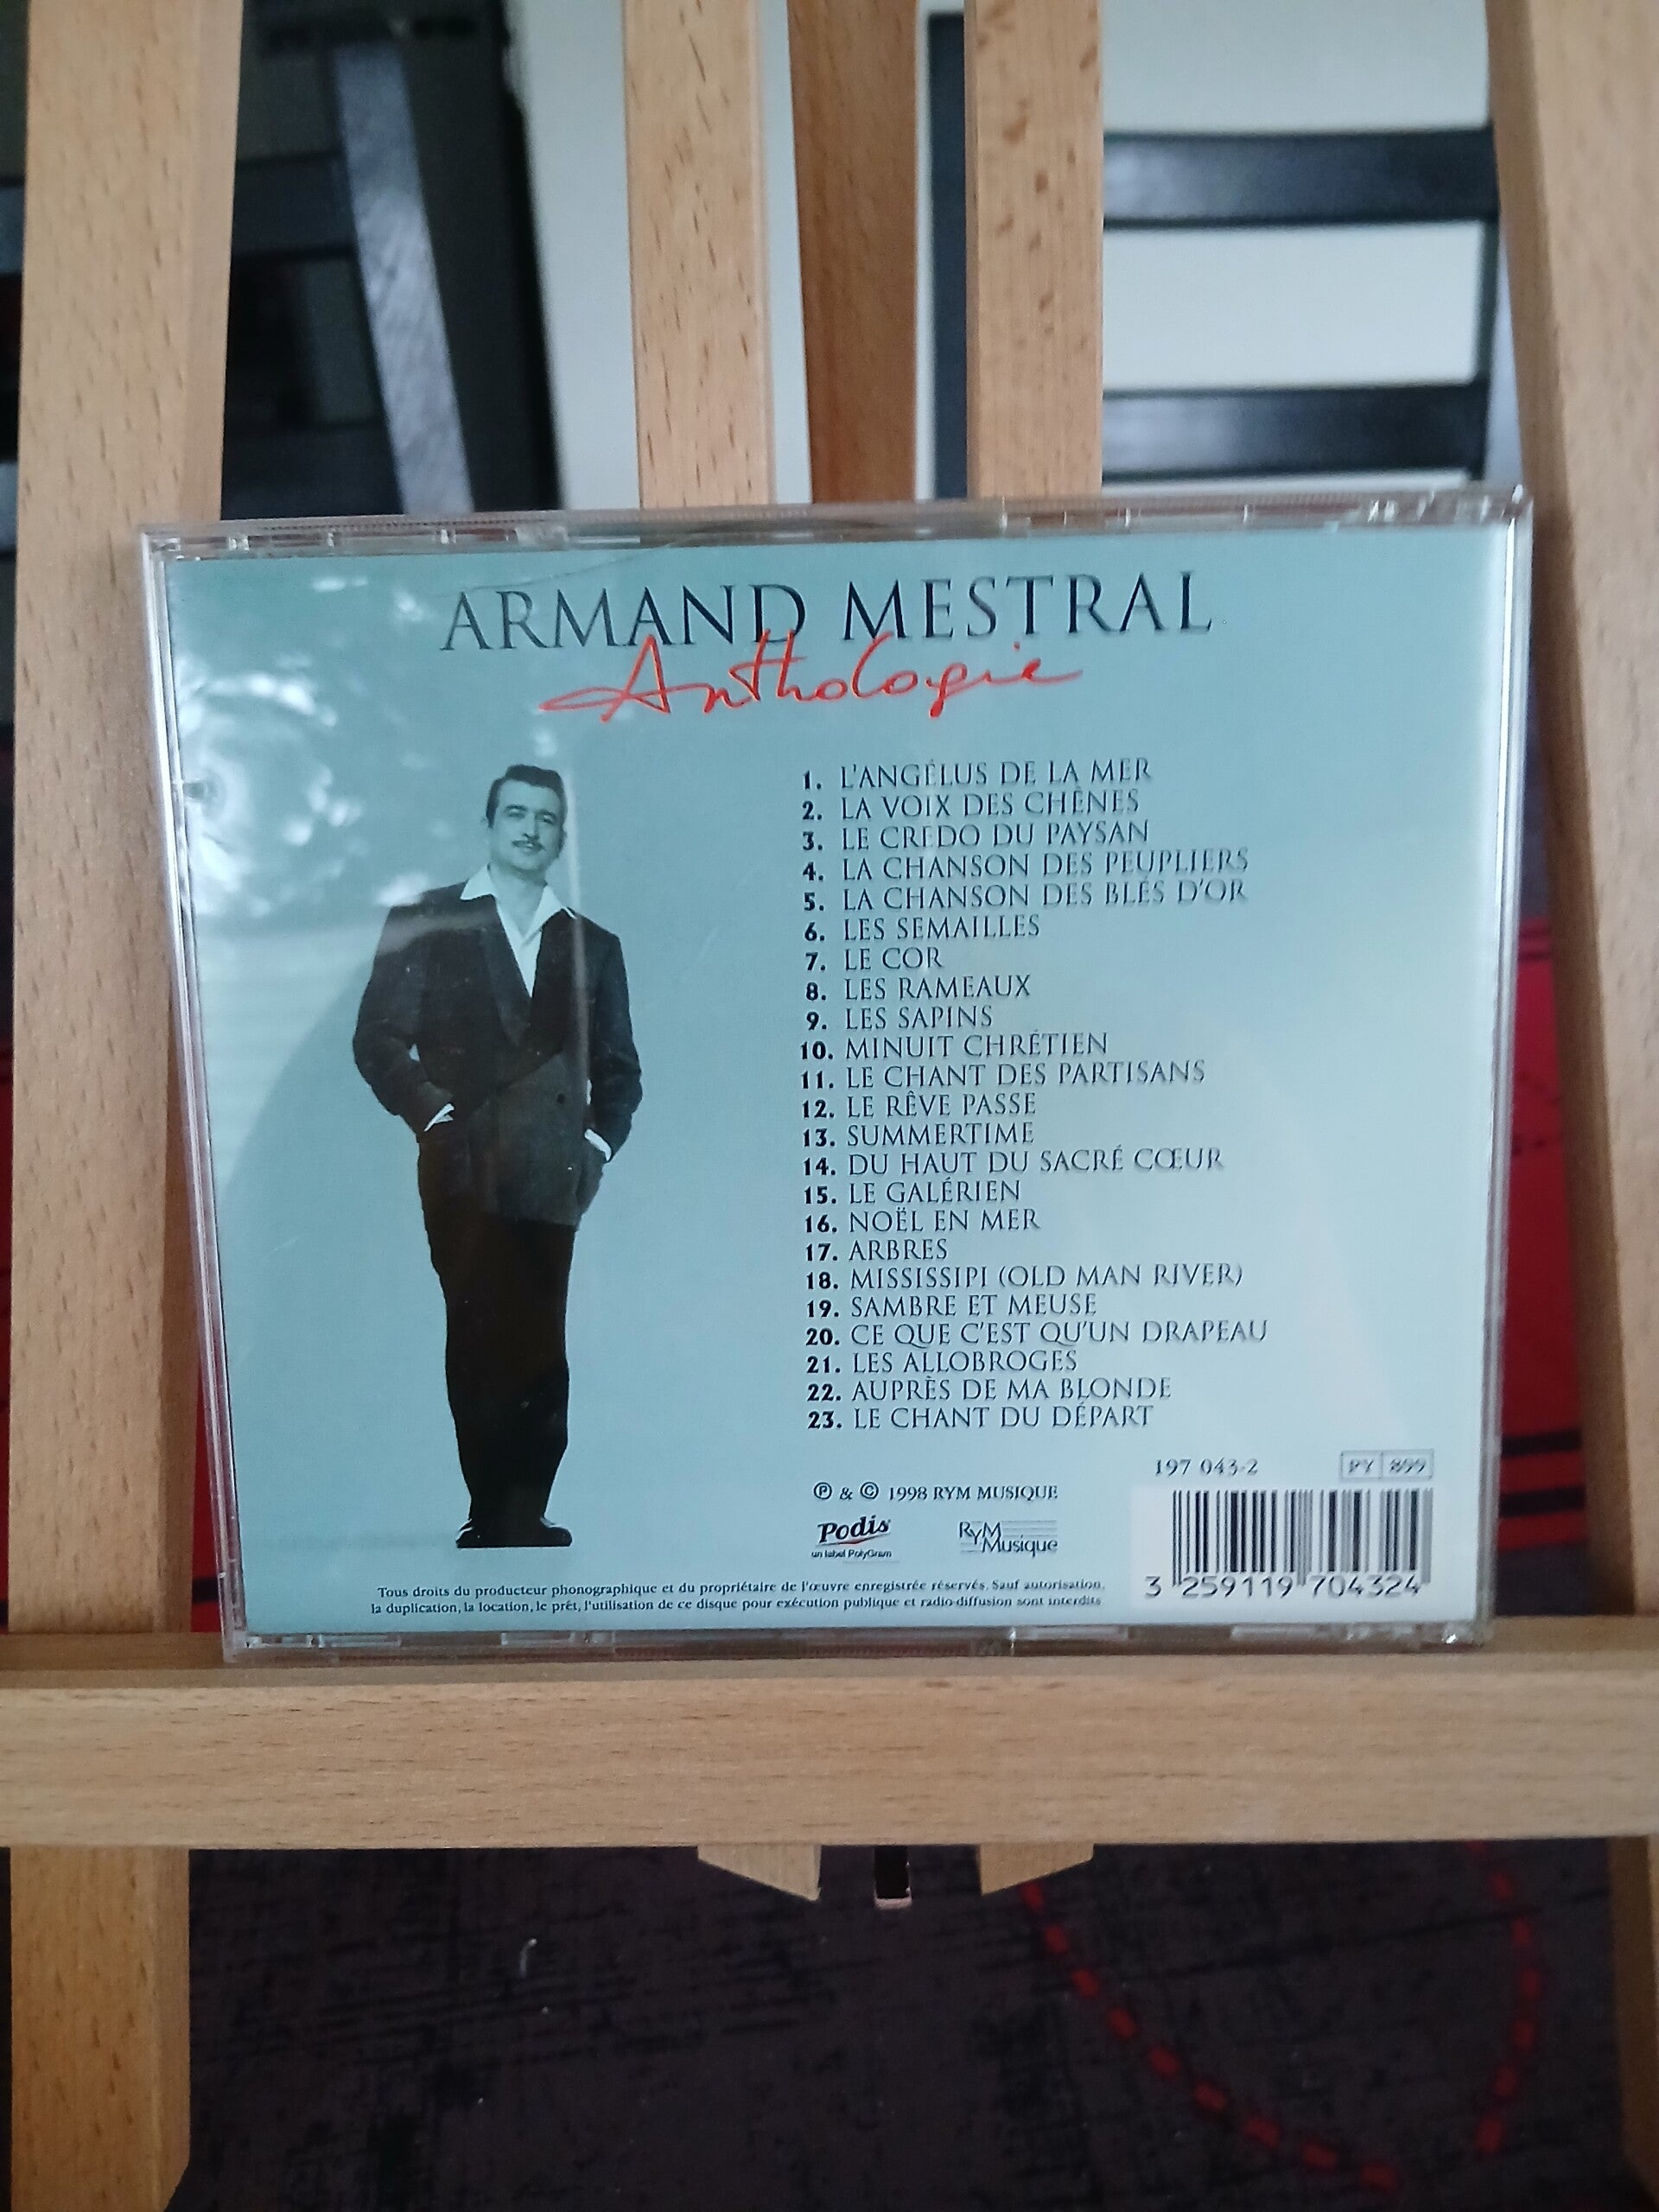 ARMAND MESTRAL
Anthologie
1. L'ANGÉLUS DE LA MER
2. LA VOIX DES CHÊNES
3. LE CREDO DU PAYSAN
4. LA CHANSON DES PEUPLIERS
5. LA CHANSON DES BLÉS D'OR
6. LES SEMAILLES
7. LE COR
8. LES RAMEAUX
9. LES SAPINS
10. MINUIT CHRÉTIEN
11. LE CHANT DES PARTISANS
12. LE RÊVE PASSE
13. SUMMERTIME
14. DU HAUT DU SACRÉ CŒUR
15. LE GALÉRIEN
16. NOËL EN MER
17. ARBRES
18. MISSISSIPI (OLD MAN RIVER)
19. SAMBRE ET MEUSE
20. CE QUE C'EST QU'UN DRAPEAU
21. LES ALLOBROGES
22. AUPRÈS DE MA BLONDE
23. LE CHANT DU DÉPART
197 043-2 PY 899
℗ & © 1998 RYM MUSIQUE
Podis
un label PolyGram
RyM
Musique
3 259119 704324
Tous droits du producteur phonographique et du propriétaire de l'œuvre enregistrée réservés. Sauf autorisation,
la duplication, la location, le prêt, l'utilisation de ce disque pour exécution publique et radio-diffusion sont interdits